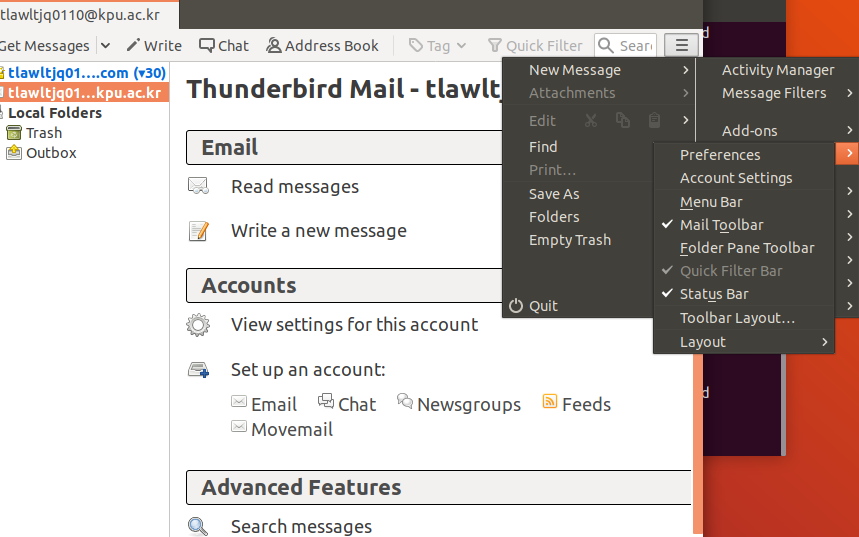 tlawltjq0110@kpu.ac.kr
Get Messages Write Chat Address Book Tag Quick Filter Sear
tlawltjq01....com (▾30)
tlawltjq01...kpu.ac.kr
Local Folders
Trash
Outbox
Thunderbird Mail - tlawlt
Email
Read messages
Write a new message
Accounts
View settings for this account
Set up an account:
Email Chat Newsgroups Feeds
Movemail
Advanced Features
Search messages
New Message
Attachments
Edit
Find
Print...
Save As
Folders
Empty Trash
Quit
Activity Manager
Message Filters
Add-ons
Preferences
Account Settings
Menu Bar
Mail Toolbar
Folder Pane Toolbar
Quick Filter Bar
Status Bar
Toolbar Layout...
Layout
d
d